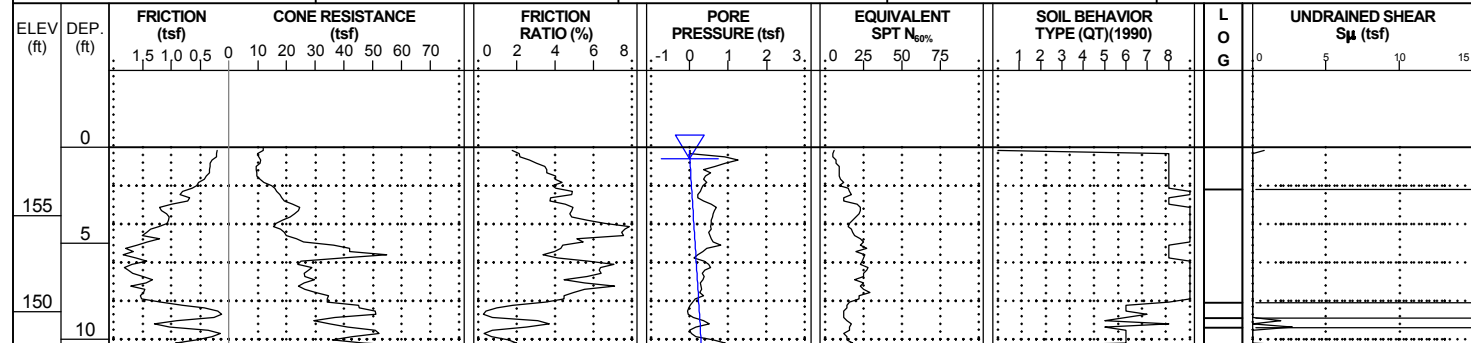 ELEV (ft)
DEP. (ft)
FRICTION (tsf)
1,5 1,0 0,5 0
CONE RESISTANCE (tsf)
10 20 30 40 50 60 70
FRICTION RATIO (%)
0 2 4 6 8
PORE PRESSURE (tsf)
-1 0 1 2 3
EQUIVALENT SPT N60%
0 25 50 75
SOIL BEHAVIOR TYPE (QT)(1990)
1 2 3 4 5 6 7 8
LOG
UNDRAINED SHEAR Sµ (tsf)
0 5 10 15
0
155
5
150
10